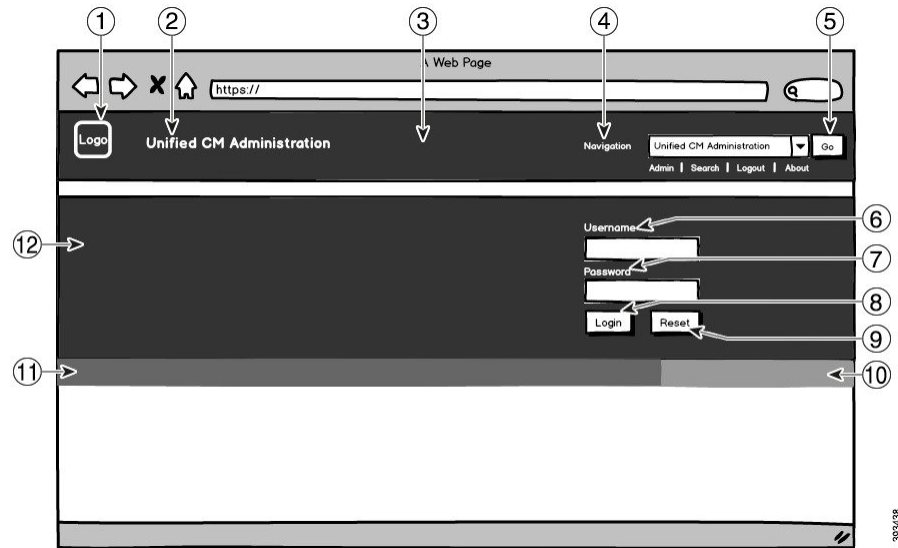 1 2 3 4 5
A Web Page
https://
Logo
Unified CM Administration
Navigation
Unified CM Administration
Go
Admin | Search | Logout | About
Username
6
12
Password
7
8
Login
Reset
9
11
10
393438